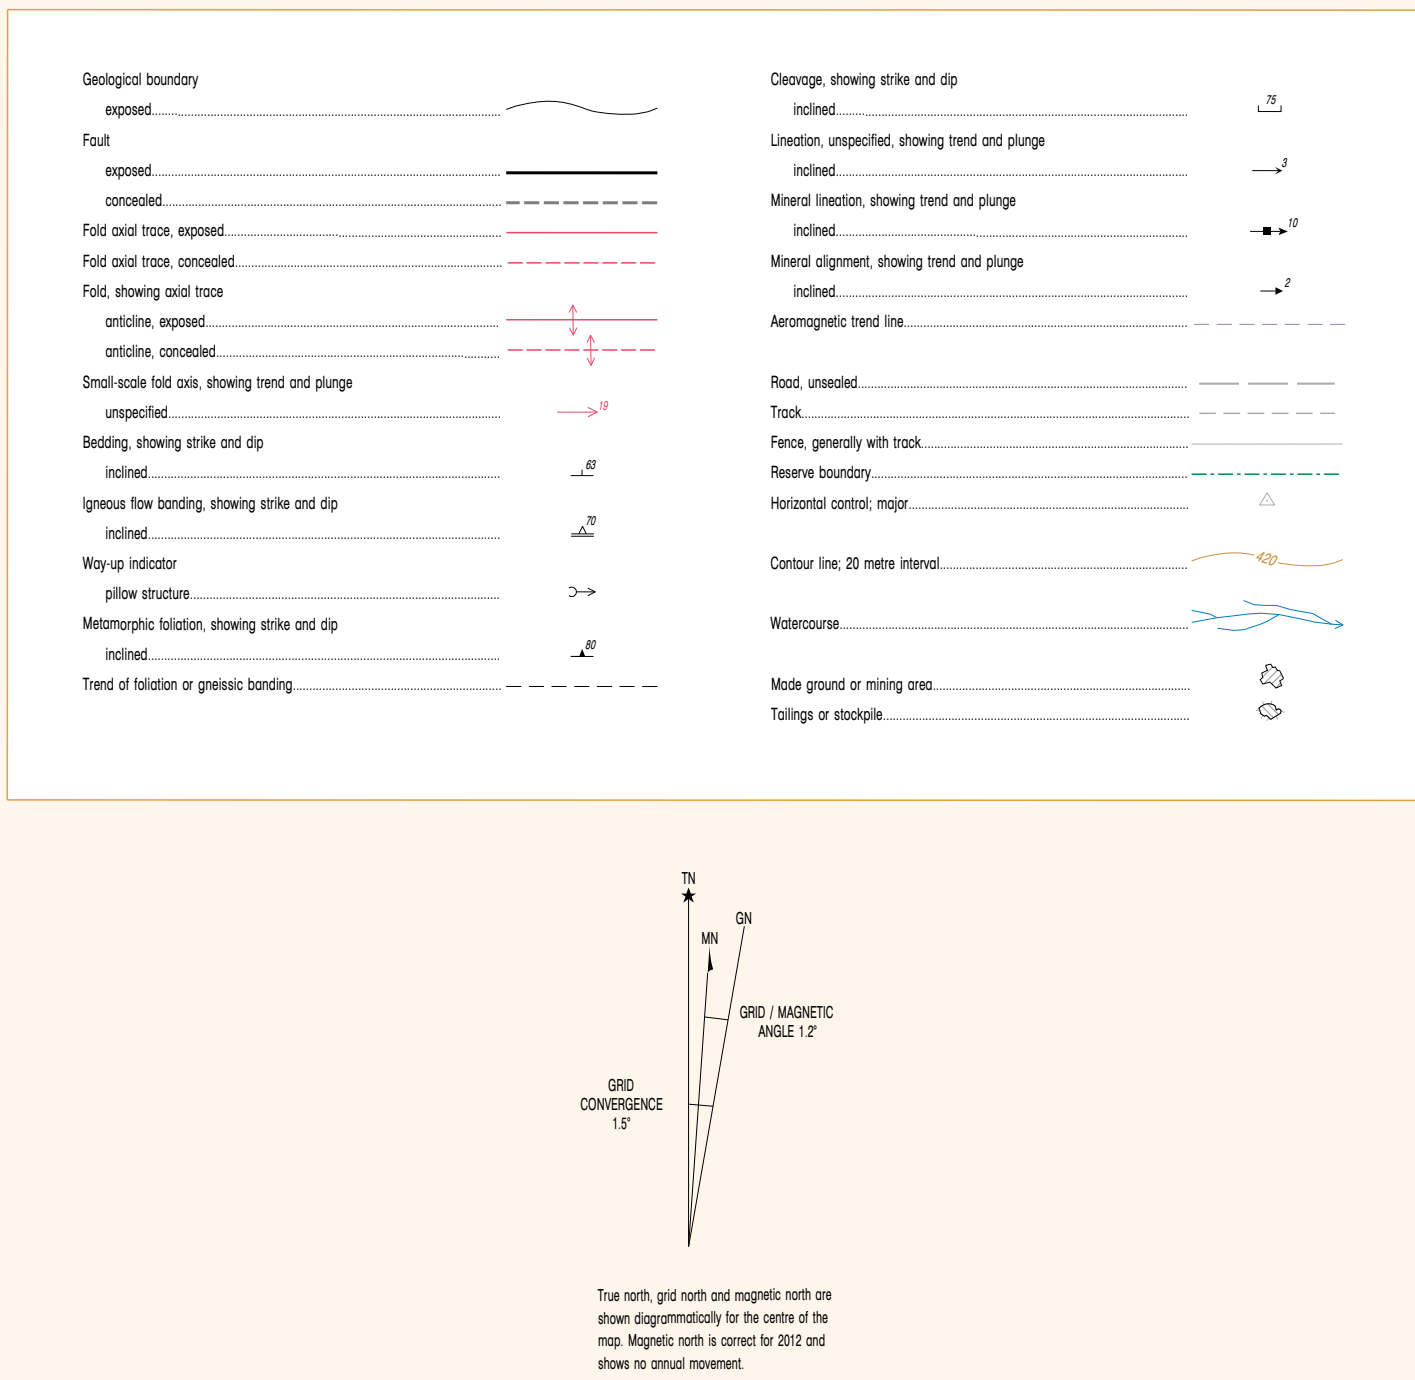 Geological boundary
exposed
Fault
exposed
concealed
Fold axial trace, exposed
Fold axial trace, concealed
Fold, showing axial trace
anticline, exposed
anticline, concealed
Small-scale fold axis, showing trend and plunge
unspecified 19
Bedding, showing strike and dip
inclined 63
Igneous flow banding, showing strike and dip
inclined 70
Way-up indicator
pillow structure
Metamorphic foliation, showing strike and dip
inclined 80
Trend of foliation or gneissic banding
Cleavage, showing strike and dip
inclined 75
Lineation, unspecified, showing trend and plunge
inclined 3
Mineral lineation, showing trend and plunge
inclined 10
Mineral alignment, showing trend and plunge
inclined 2
Aeromagnetic trend line
Road, unsealed
Track
Fence, generally with track
Reserve boundary
Horizontal control; major
Contour line; 20 metre interval 420
Watercourse
Made ground or mining area
Tailings or stockpile
TN
GN
MN
GRID / MAGNETIC
ANGLE 1.2°
GRID
CONVERGENCE
1.5°
True north, grid north and magnetic north are
shown diagrammatically for the centre of the
map. Magnetic north is correct for 2012 and
shows no annual movement.